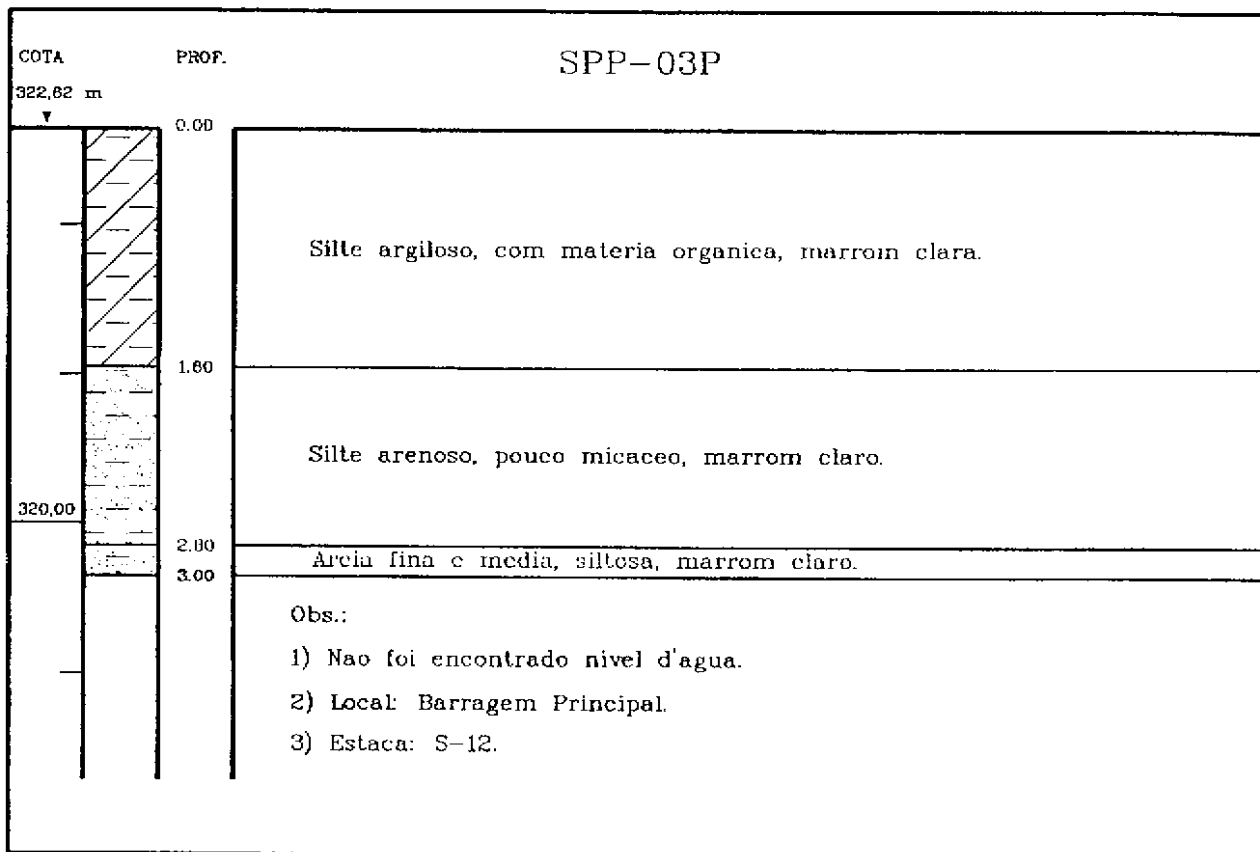 COTA
PROF.
SPP-03P
322,62 m
0.00
Silte argiloso, com materia organica, marrom clara.
1.60
Silte arenoso, pouco micaceo, marrom claro.
320,00
2.80
Areia fina e media, siltosa, marrom claro.
3.00
Obs.:
1) Nao foi encontrado nivel d'agua.
2) Local: Barragem Principal.
3) Estaca: S-12.